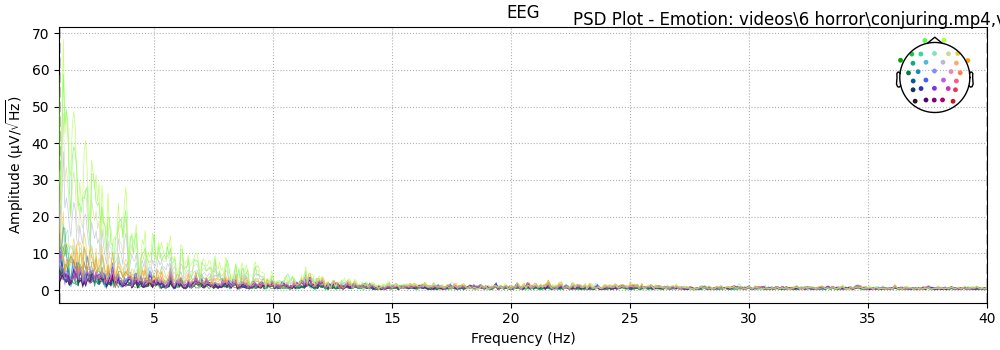 EEG
PSD Plot - Emotion: videos\6 horror\conjuring.mp4,v
Amplitude (µV/√Hz)
70
60
50
40
30
20
10
0
5 10 15 20 25 30 35 40
Frequency (Hz)